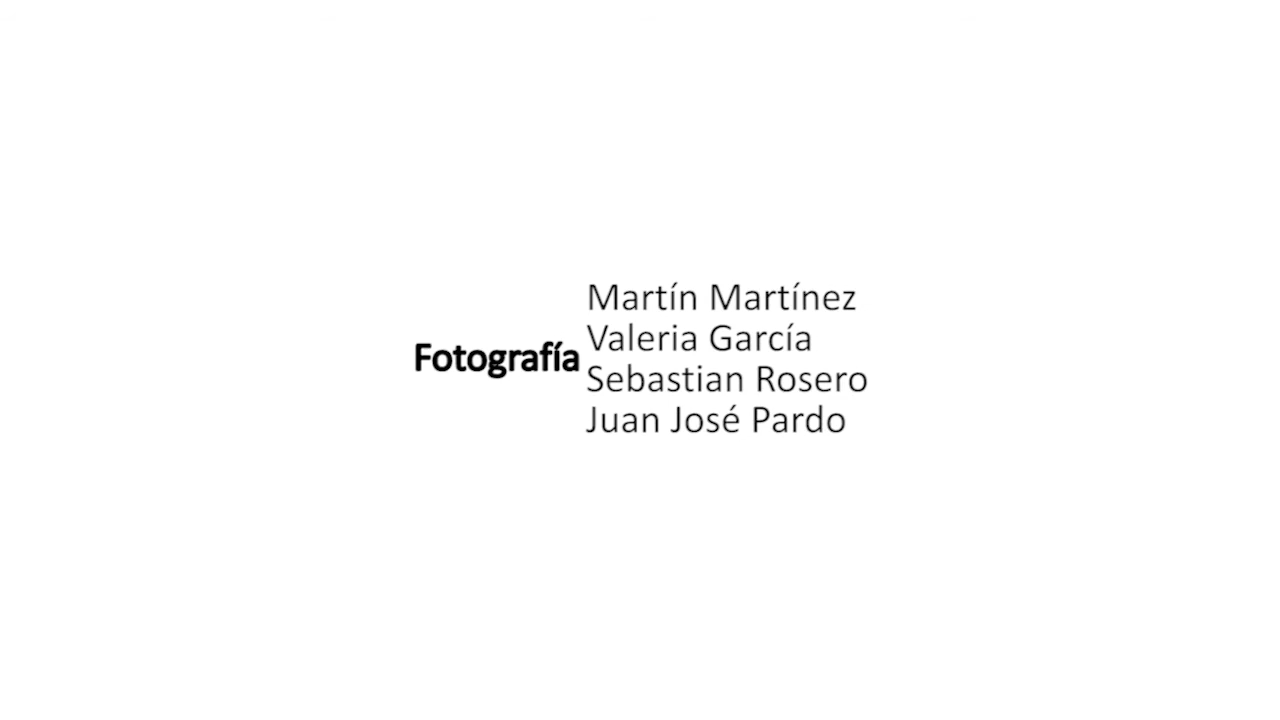 Fotografía
Martín Martínez
Valeria García
Sebastian Rosero
Juan José Pardo